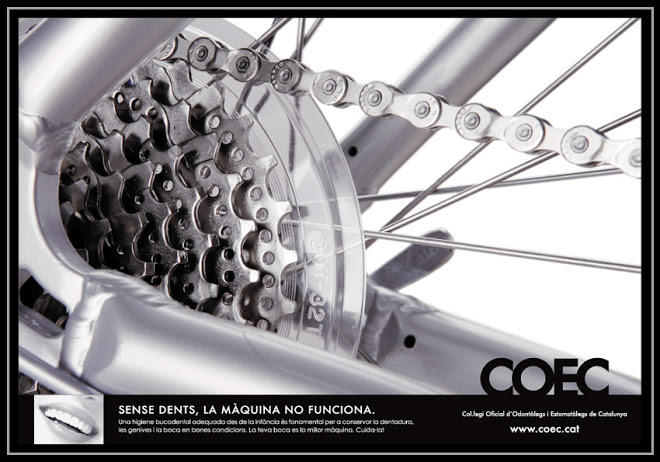 T-32T
COEC
SENSE DENTS, LA MÀQUINA NO FUNCIONA.
Una higiene bucodental adequada des de la infància és fonamental per a conservar la dentadura,
les genives i la boca en bones condicions. La teva boca és la millor màquina. Cuida-la!
Col.legi Oficial d'Odontòlegs i Estomatòlegs de Catalunya
www.coec.cat